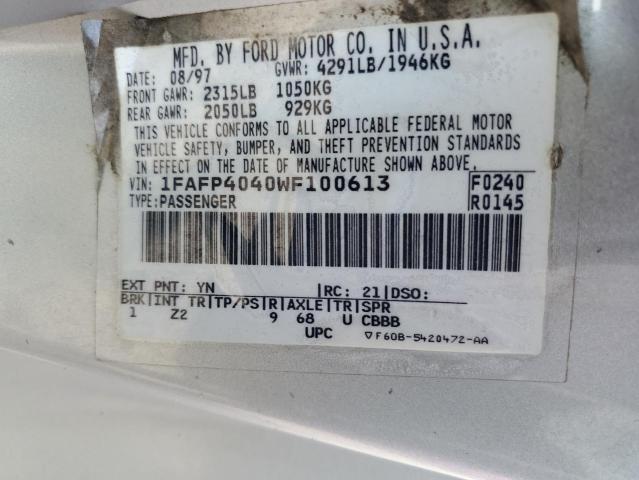 MFD. BY FORD MOTOR CO. IN U.S.A.
DATE: 08/97 GVWR: 4291LB/1946KG
FRONT GAWR: 2315LB 1050KG
REAR GAWR: 2050LB 929KG
THIS VEHICLE CONFORMS TO ALL APPLICABLE FEDERAL MOTOR
VEHICLE SAFETY, BUMPER, AND THEFT PREVENTION STANDARDS
IN EFFECT ON THE DATE OF MANUFACTURE SHOWN ABOVE.
VIN: 1FAFP4040WF100613 F0240
TYPE: PASSENGER R0145
EXT PNT: YN |RC: 21|DSO:
BRK|INT TR|TP/PS|R|AXLE|TR|SPR
1 Z2 9 68 U CBBB
UPC ▽F60B-5420472-AA